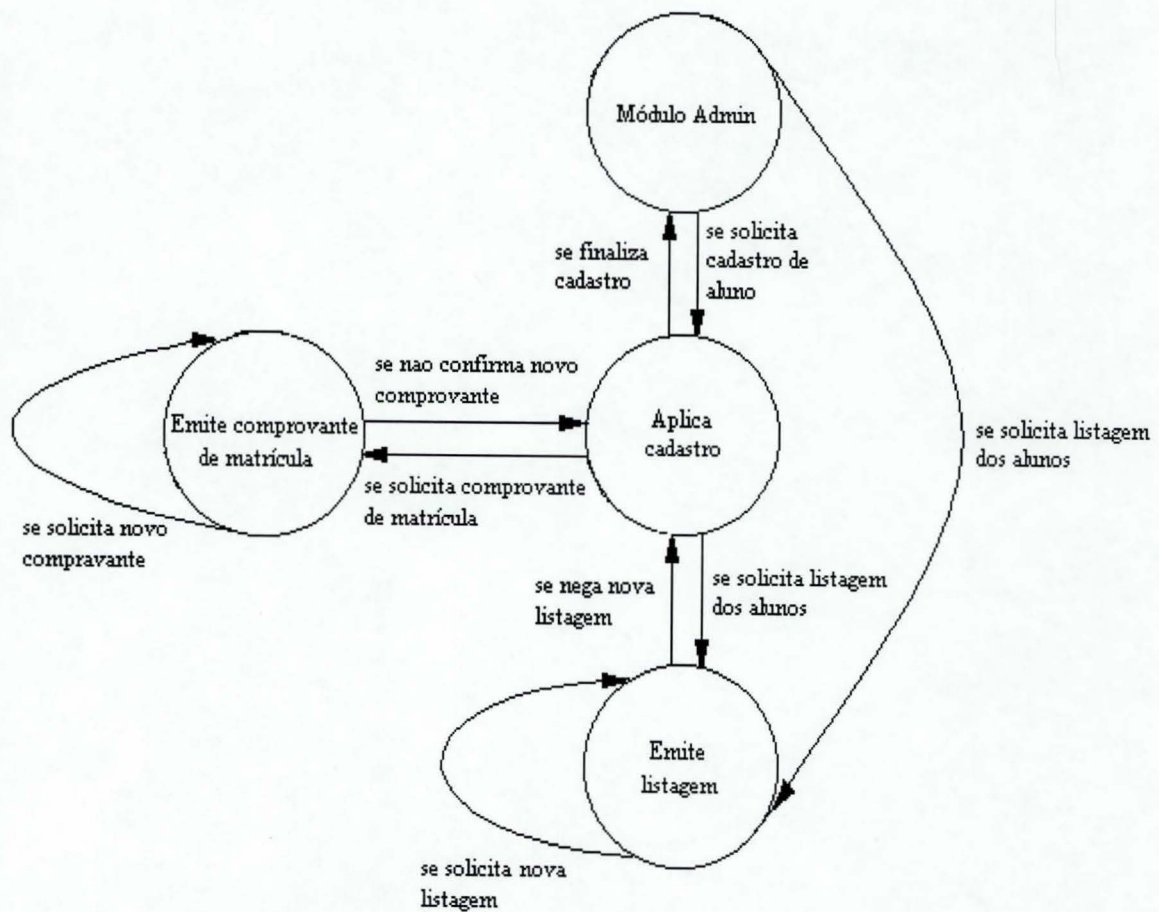 Módulo Admin
se finaliza
cadastro
se solicita
cadastro de
aluno
se nao confirma novo
comprovante
Emite comprovante
de matrícula
Aplica
cadastro
se solicita listagem
dos alunos
se solicita comprovante
de matrícula
se solicita novo
compravante
se nega nova
listagem
se solicita listagem
dos alunos
Emite
listagem
se solicita nova
listagem